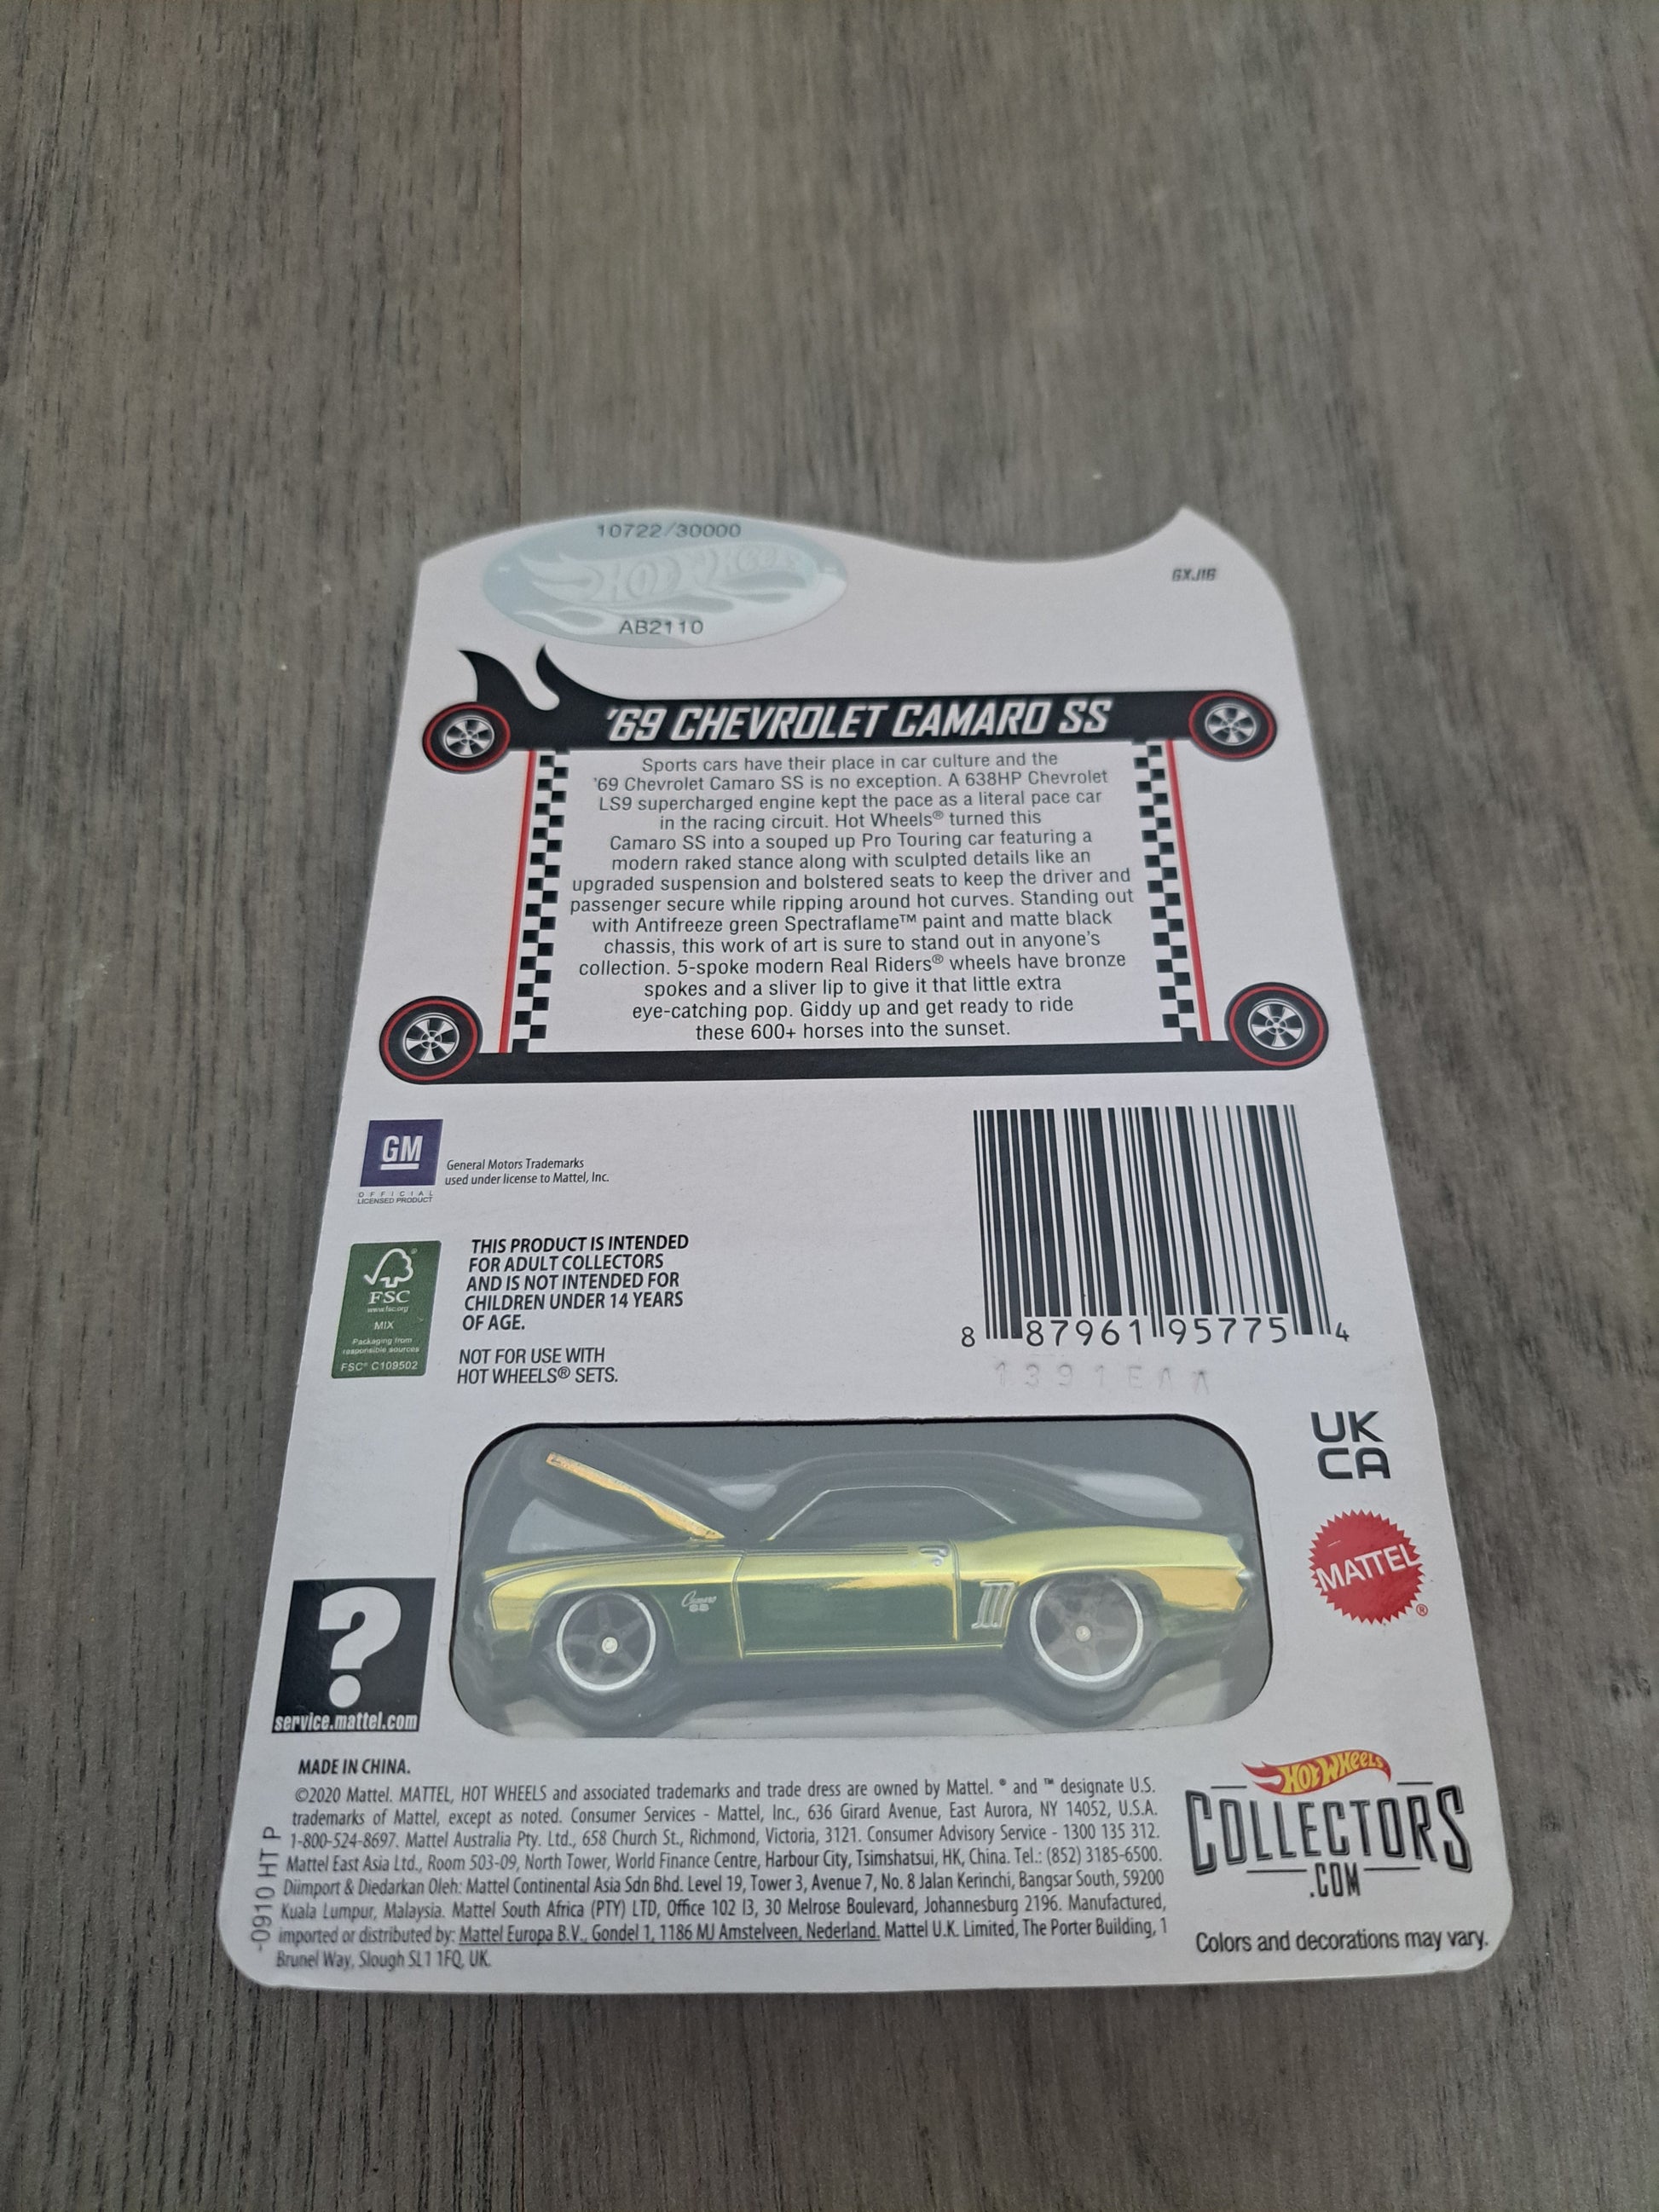 10722/30000
HOT WHEELS
AB2110
GXJ16
'69 CHEVROLET CAMARO SS
Sports cars have their place in car culture and the
'69 Chevrolet Camaro SS is no exception. A 638HP Chevrolet
LS9 supercharged engine kept the pace as a literal pace car
in the racing circuit. Hot Wheels® turned this
Camaro SS into a souped up Pro Touring car featuring a
modern raked stance along with sculpted details like an
upgraded suspension and bolstered seats to keep the driver and
passenger secure while ripping around hot curves. Standing out
with Antifreeze green Spectraflame™ paint and matte black
chassis, this work of art is sure to stand out in anyone's
collection. 5-spoke modern Real Riders® wheels have bronze
spokes and a sliver lip to give it that little extra
eye-catching pop. Giddy up and get ready to ride
these 600+ horses into the sunset.
GM
OFFICIAL
LICENSED PRODUCT
General Motors Trademarks
used under license to Mattel, Inc.
FSC
www.fsc.org
MIX
Packaging from
responsible sources
FSC® C109502
THIS PRODUCT IS INTENDED
FOR ADULT COLLECTORS
AND IS NOT INTENDED FOR
CHILDREN UNDER 14 YEARS
OF AGE.
NOT FOR USE WITH
HOT WHEELS® SETS.
8 87961 95775 4
UK
CA
MATTEL®
Camaro
SS
?
service.mattel.com
MADE IN CHINA.
©2020 Mattel. MATTEL, HOT WHEELS and associated trademarks and trade dress are owned by Mattel. ® and ™ designate U.S.
trademarks of Mattel, except as noted. Consumer Services - Mattel, Inc., 636 Girard Avenue, East Aurora, NY 14052, U.S.A.
1-800-524-8697. Mattel Australia Pty. Ltd., 658 Church St., Richmond, Victoria, 3121. Consumer Advisory Service - 1300 135 312.
Mattel East Asia Ltd., Room 503-09, North Tower, World Finance Centre, Harbour City, Tsimshatsui, HK, China. Tel.: (852) 3185-6500.
Diimport & Diedarkan Oleh: Mattel Continental Asia Sdn Bhd. Level 19, Tower 3, Avenue 7, No. 8 Jalan Kerinchi, Bangsar South, 59200
Kuala Lumpur, Malaysia. Mattel South Africa (PTY) LTD, Office 102 I3, 30 Melrose Boulevard, Johannesburg 2196. Manufactured,
imported or distributed by: Mattel Europa B.V., Gondel 1, 1186 MJ Amstelveen, Nederland. Mattel U.K. Limited, The Porter Building, 1
Brunel Way, Slough SL1 1FQ, UK.
-0910 HT P
Hot Wheels
COLLECTORS
.COM
Colors and decorations may vary.